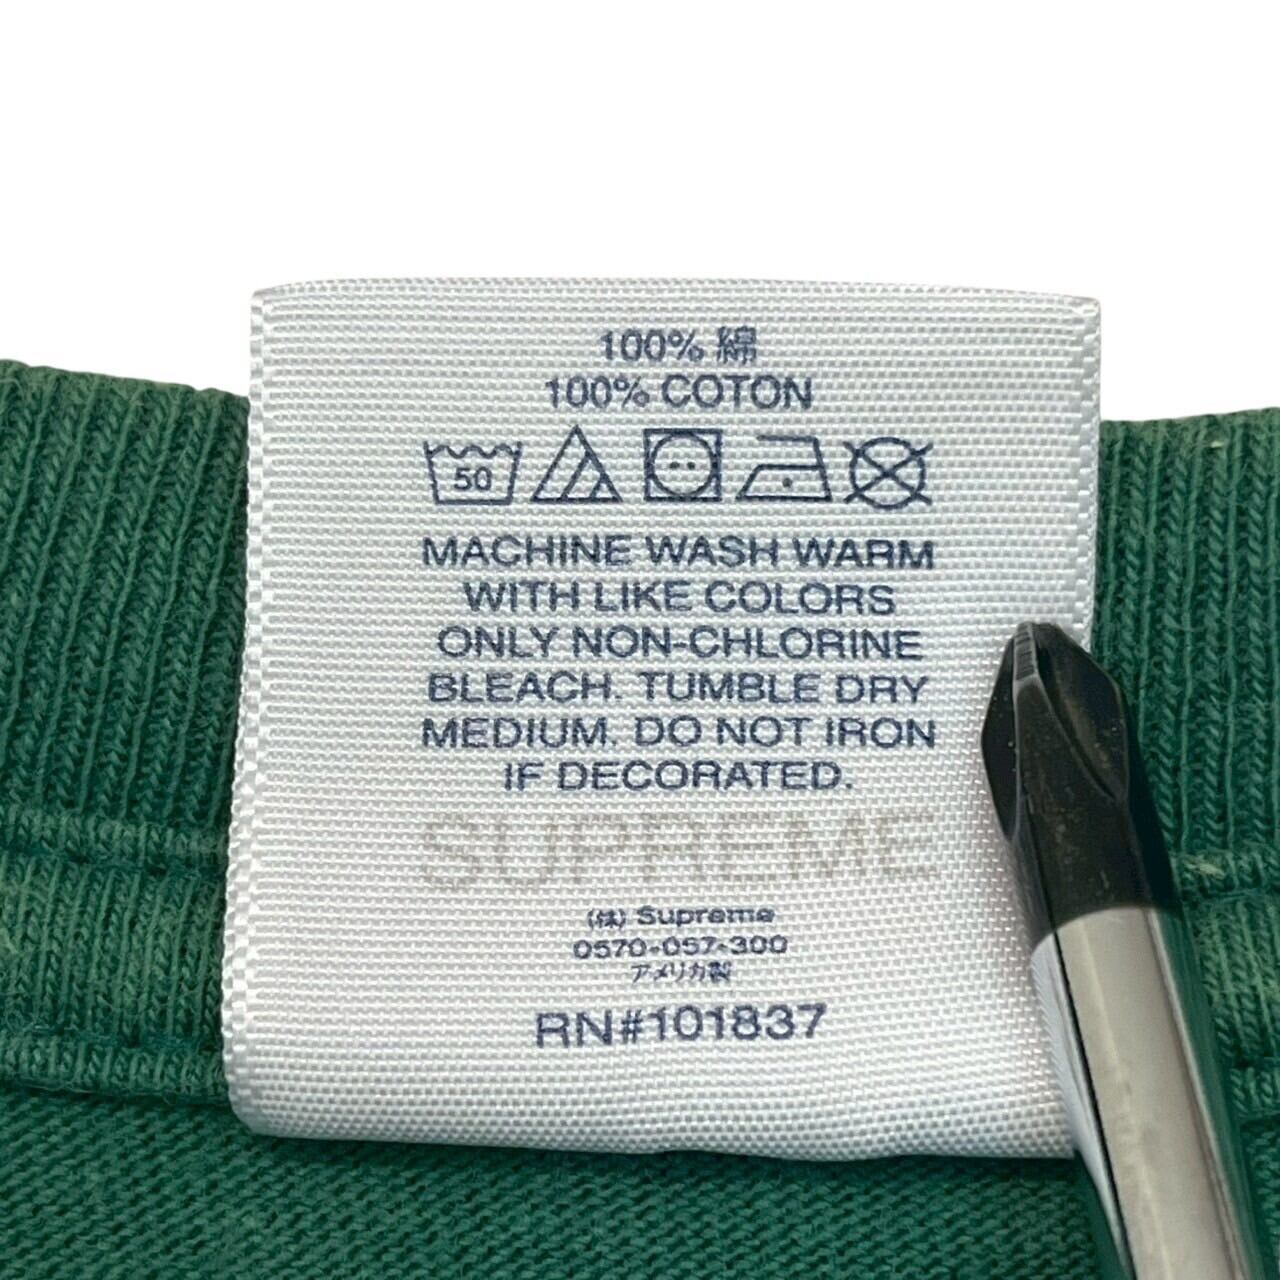 100% 綿
100% COTON
50
MACHINE WASH WARM
WITH LIKE COLORS
ONLY NON-CHLORINE
BLEACH. TUMBLE DRY
MEDIUM. DO NOT IRON
IF DECORATED.
SUPREME
(株) Supreme
0570-057-300
アメリカ製
RN#101837